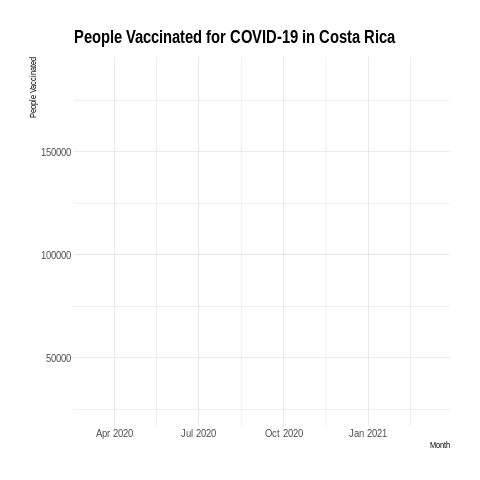 People Vaccinated for COVID-19 in Costa Rica
People Vaccinated
150000
100000
50000
Apr 2020
Jul 2020
Oct 2020
Jan 2021
Month